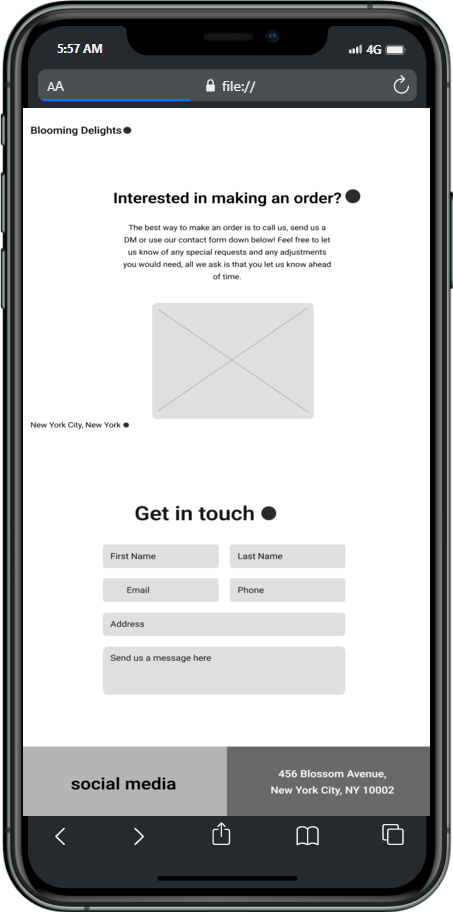 5:57 AM
4G
AA
file://
Blooming Delights
Interested in making an order?
The best way to make an order is to call us, send us a
DM or use our contact form down below! Feel free to let
us know of any special requests and any adjustments
you would need, all we ask is that you let us know ahead
of time.
New York City, New York
Get in touch
First Name
Last Name
Email
Phone
Address
Send us a message here
social media
456 Blossom Avenue,
New York City, NY 10002